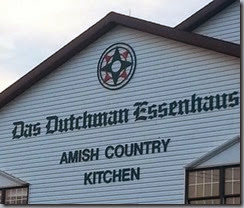 Das Dutchman Essenhaus
AMISH COUNTRY
KITCHEN